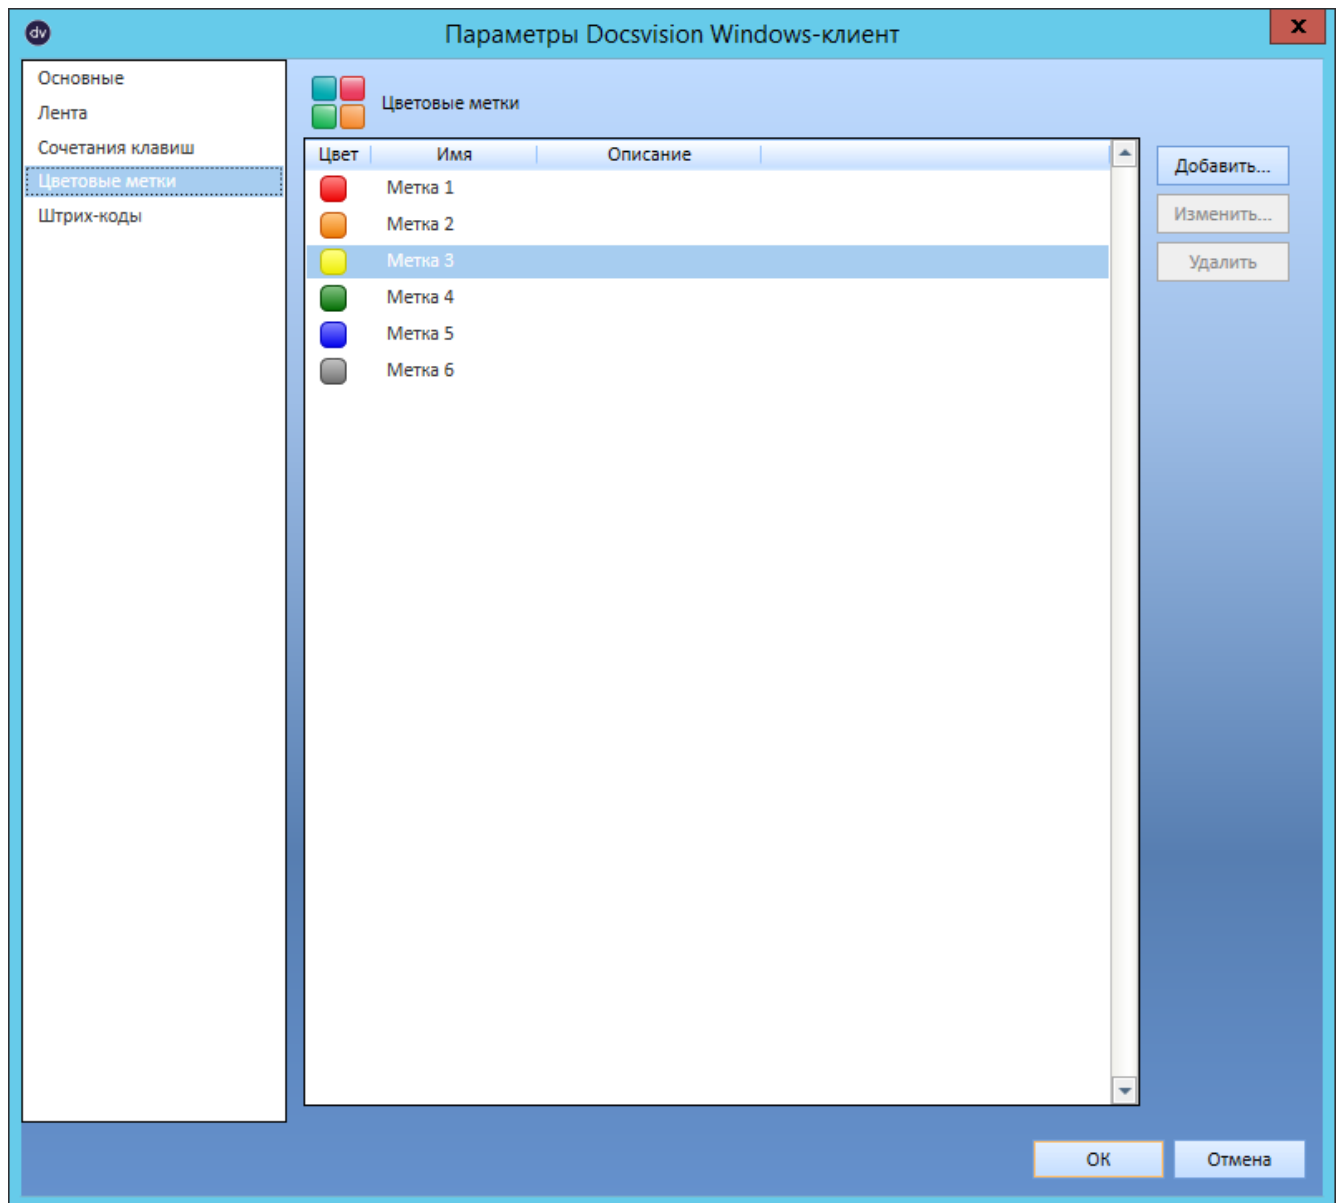 dv
Параметры Docsvision Windows-клиент
x
Основные
Лента
Сочетания клавиш
Цветовые метки
Штрих-коды
Цветовые метки
Цвет Имя Описание
Метка 1
Метка 2
Метка 3
Метка 4
Метка 5
Метка 6
Добавить...
Изменить...
Удалить
ОК Отмена